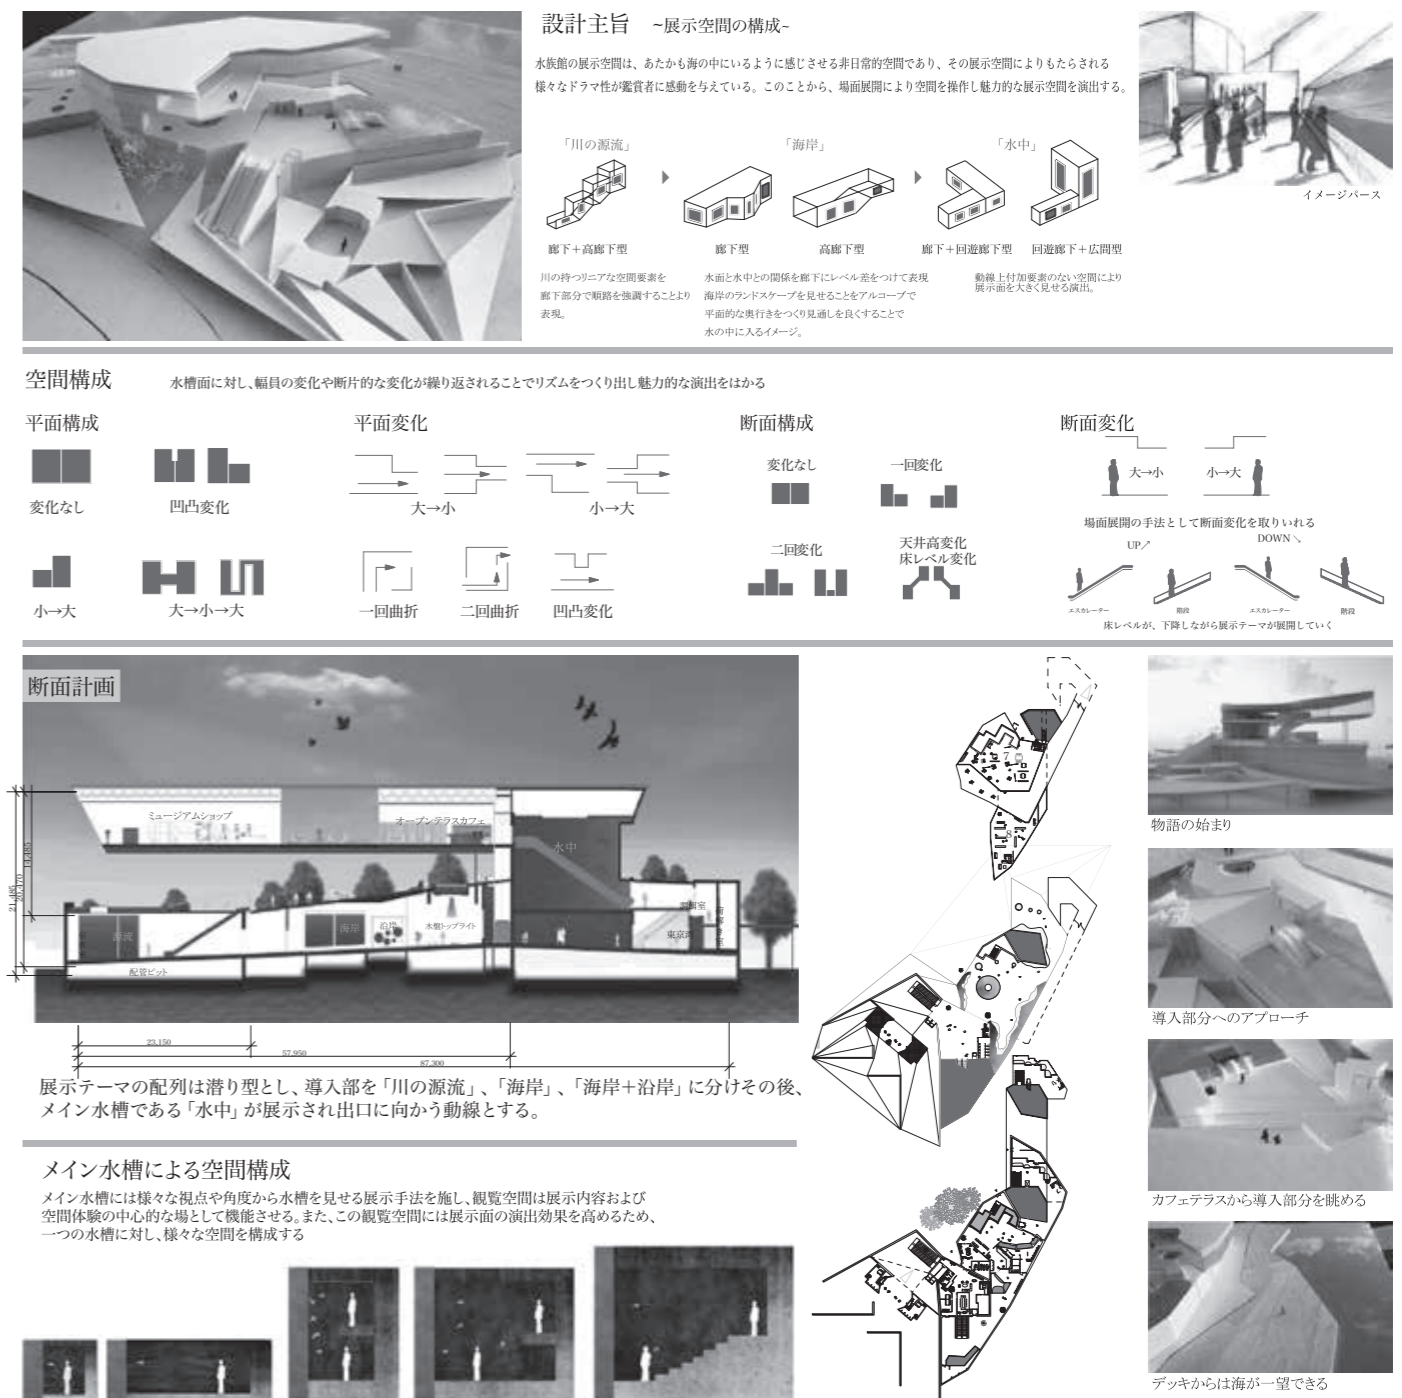 設計主旨 ~展示空間の構成~
水族館の展示空間は、あたかも海の中にいるように感じさせる非日常的空間であり、その展示空間によりもたらされる
様々なドラマ性が鑑賞者に感動を与えている。このことから、場面展開により空間を操作し魅力的な展示空間を演出する。
「川の源流」
「海岸」
「水中」
廊下+高廊下型
廊下型
高廊下型
廊下+回遊廊下型
回遊廊下+広間型
川の持つリニアな空間要素を
廊下部分で順路を強調することより
表現。
水面と水中との関係を廊下にレベル差をつけて表現
海岸のランドスケープを見せることをアルコーブで
平面的な奥行きをつくり見通しを良くすることで
水の中に入るイメージ。
動線上付加要素のない空間により
展示面を大きく見せる演出。
イメージパース
空間構成
水槽面に対し、幅員の変化や断片的な変化が繰り返されることでリズムをつくり出し魅力的な演出をはかる
平面構成
変化なし
凹凸変化
小→大
大→小→大
平面変化
大→小
小→大
一回曲折
二回曲折
凹凸変化
断面構成
変化なし
一回変化
二回変化
天井高変化
床レベル変化
断面変化
大→小
小→大
場面展開の手法として断面変化を取りいれる
UP↗
DOWN↘
エスカレーター
階段
エスカレーター
階段
床レベルが、下降しながら展示テーマが展開していく
断面計画
ミュージアムショップ
オープンテラスカフェ
水中
源流
海岸
沿岸
水盤トップライト
東京湾
配管ピット
21,485
20,470
23,150
57,950
87,300
展示テーマの配列は潜り型とし、導入部を「川の源流」、「海岸」、「海岸+沿岸」に分けその後、
メイン水槽である「水中」が展示され出口に向かう動線とする。
メイン水槽による空間構成
メイン水槽には様々な視点や角度から水槽を見せる展示手法を施し、観覧空間は展示内容および
空間体験の中心的な場として機能させる。また、この観覧空間には展示面の演出効果を高めるため、
一つの水槽に対し、様々な空間を構成する
7
8
物語の始まり
導入部分へのアプローチ
カフェテラスから導入部分を眺める
デッキからは海が一望できる